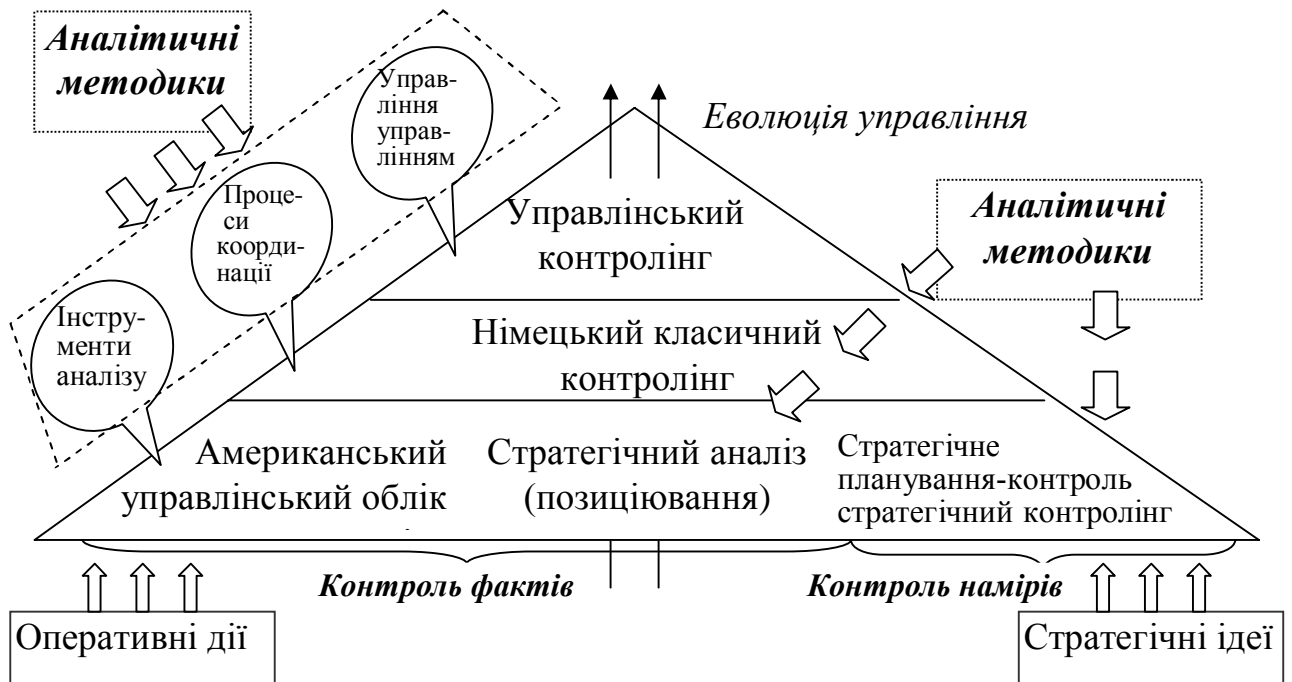 Аналітичні
методики
Управ-
ління
управ-
лінням
Еволюція управління
Проце-
си
коорди-
нації
Управлінський
контролінг
Аналітичні
методики
Інстру-
менти
аналізу
Німецький класичний
контролінг
Американський
управлінський облік
Стратегічний аналіз
(позиціювання)
Стратегічне
планування-контроль
стратегічний контролінг
Контроль фактів
Контроль намірів
Оперативні дії
Стратегічні ідеї